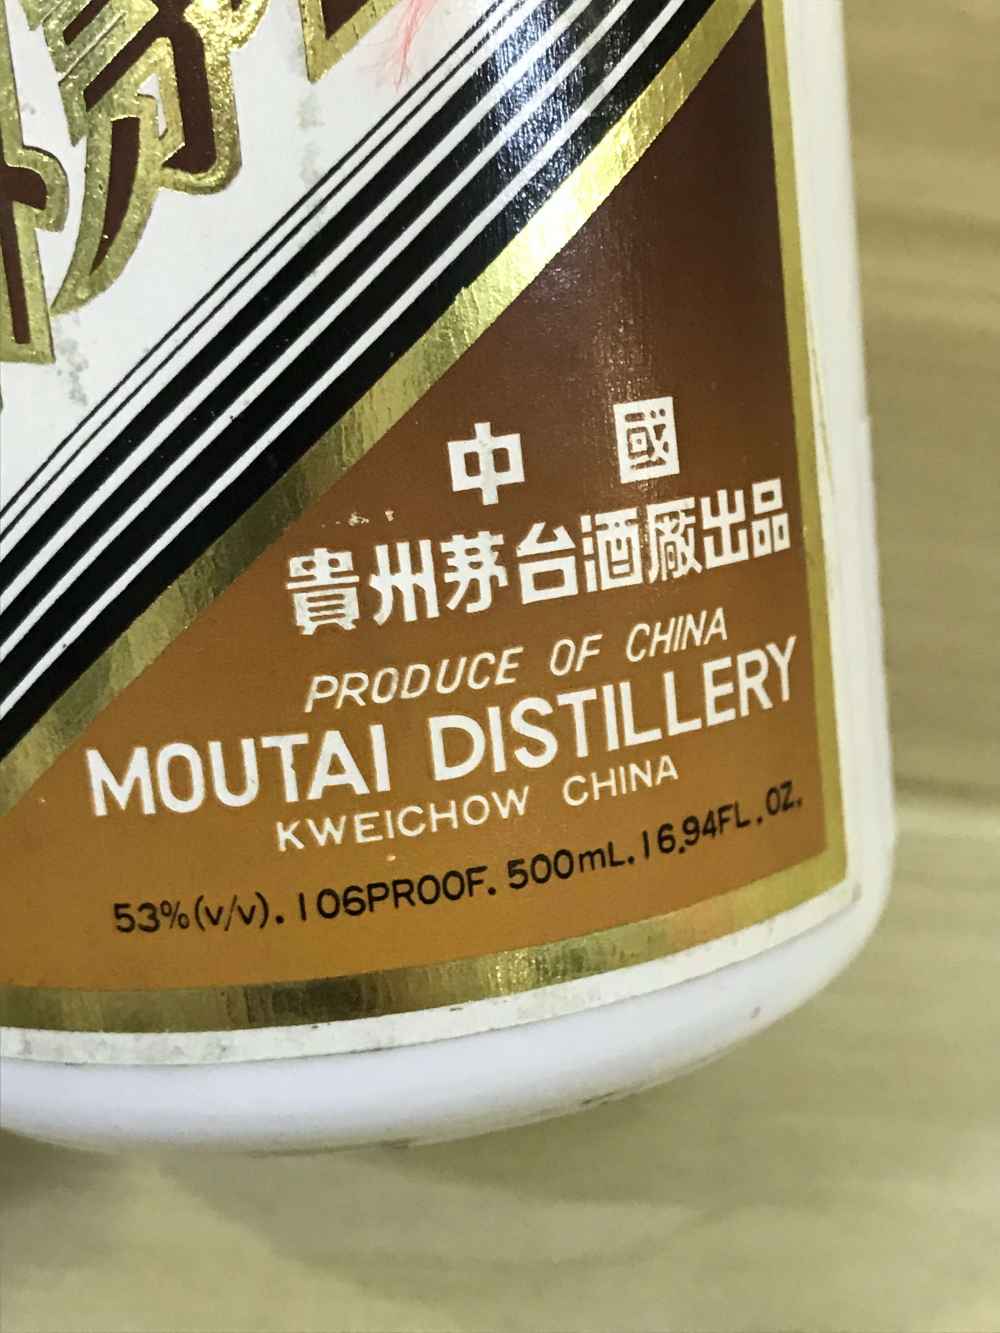 中國
貴州茅台酒廠出品
PRODUCE OF CHINA
MOUTAI DISTILLERY
KWEICHOW CHINA
53%(v/v). 106PROOF. 500mL. 16.94FL.OZ.